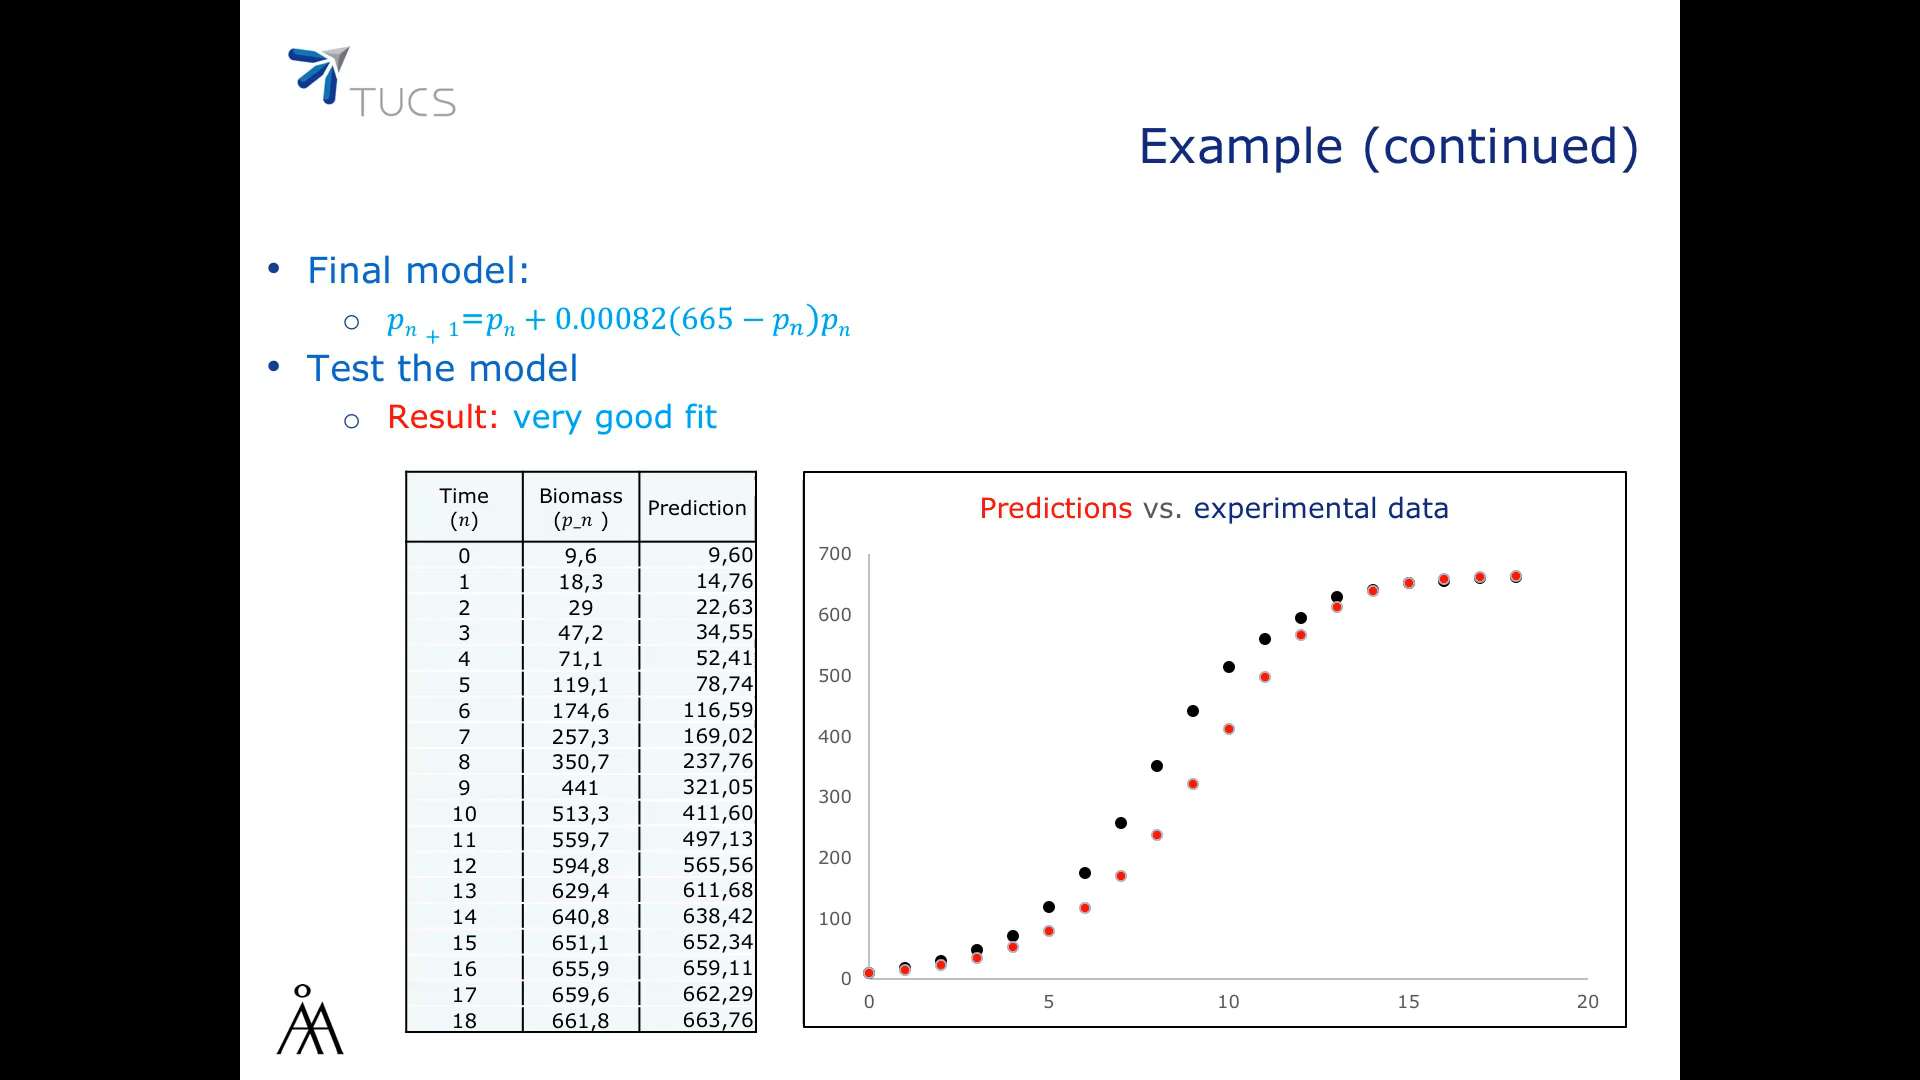 TUCS
Example (continued)
• Final model:
o pₙ ₊ ₁=pₙ + 0.00082(665 − pₙ)pₙ
• Test the model
o Result: very good fit
Time (n) Biomass (p_n ) Prediction
0 9,6 9,60
1 18,3 14,76
2 29 22,63
3 47,2 34,55
4 71,1 52,41
5 119,1 78,74
6 174,6 116,59
7 257,3 169,02
8 350,7 237,76
9 441 321,05
10 513,3 411,60
11 559,7 497,13
12 594,8 565,56
13 629,4 611,68
14 640,8 638,42
15 651,1 652,34
16 655,9 659,11
17 659,6 662,29
18 661,8 663,76
Predictions vs. experimental data
700
600
500
400
300
200
100
0
0 5 10 15 20